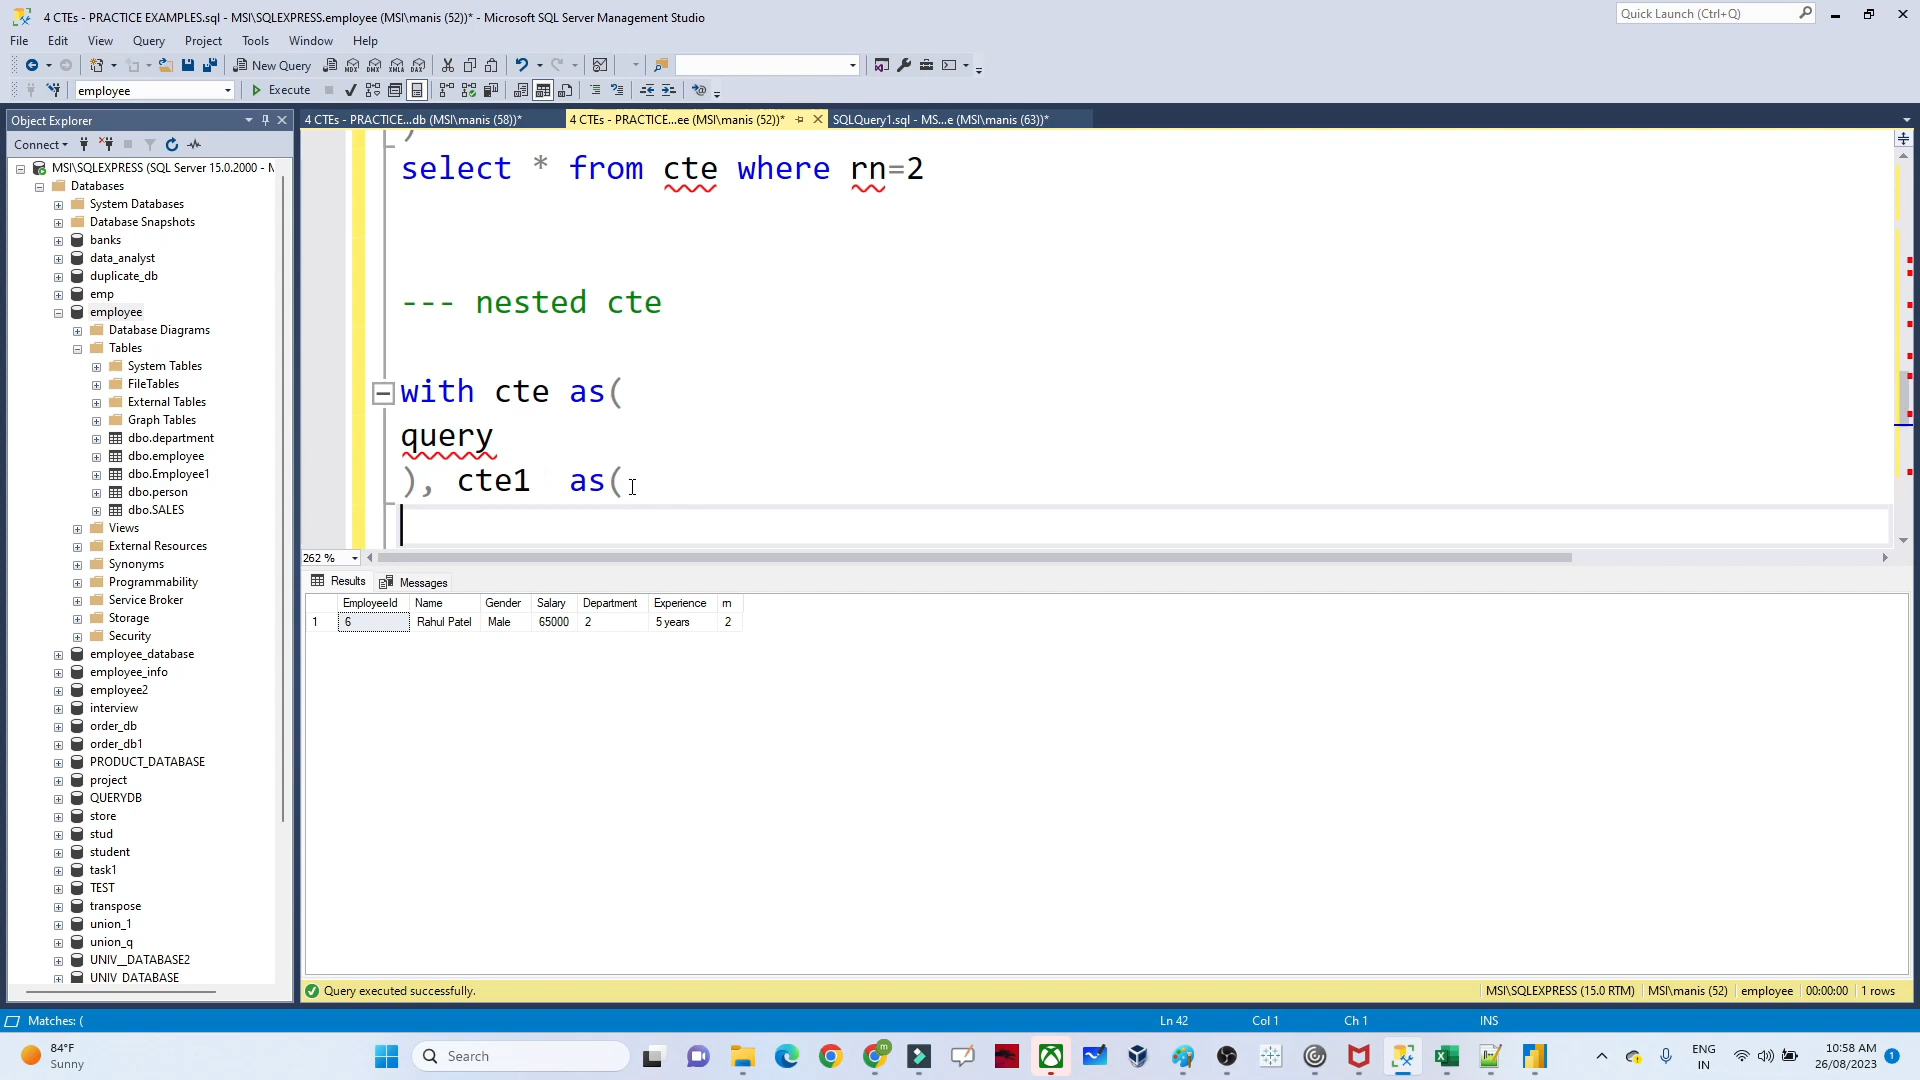 4 CTEs - PRACTICE EXAMPLES.sql - MSI\SQLEXPRESS.employee (MSI\manis (52))* - Microsoft SQL Server Management Studio
Quick Launch (Ctrl+Q)
File Edit View Query Project Tools Window Help
New Query
employee
Execute
Object Explorer
4 CTEs - PRACTICE...db (MSI\manis (58))*
4 CTEs - PRACTICE...ee (MSI\manis (52))*
SQLQuery1.sql - MS...e (MSI\manis (63))*
Connect
MSI\SQLEXPRESS (SQL Server 15.0.2000 - M
Databases
System Databases
Database Snapshots
banks
data_analyst
duplicate_db
emp
employee
Database Diagrams
Tables
System Tables
FileTables
External Tables
Graph Tables
dbo.department
dbo.employee
dbo.Employee1
dbo.person
dbo.SALES
Views
External Resources
Synonyms
Programmability
Service Broker
Storage
Security
employee_database
employee_info
employee2
interview
order_db
order_db1
PRODUCT_DATABASE
project
QUERYDB
store
stud
student
task1
TEST
transpose
union_1
union_q
UNIV__DATABASE2
UNIV_DATABASE
)
select * from cte where rn=2
--- nested cte
with cte as(
query
), cte1  as(
262 %
Results Messages
EmployeeId Name Gender Salary Department Experience rn
1 6 Rahul Patel Male 65000 2 5 years 2
Query executed successfully.
MSI\SQLEXPRESS (15.0 RTM) MSI\manis (52) employee 00:00:00 1 rows
Matches: (
Ln 42 Col 1 Ch 1 INS
84°F
Sunny
Search
ENG
IN
10:58 AM
26/08/2023
1